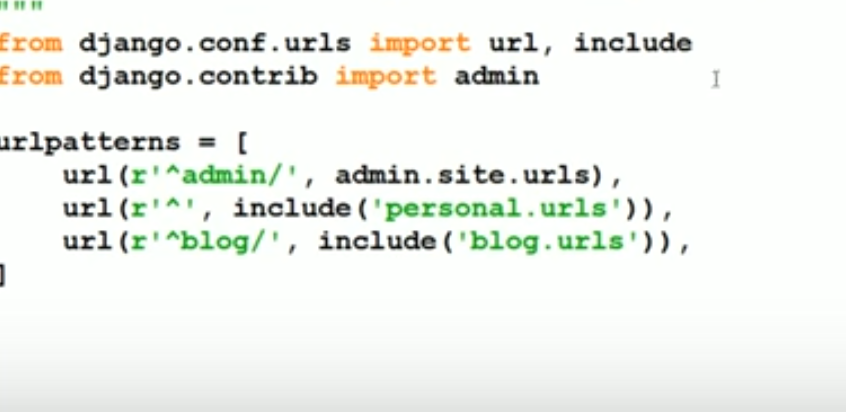 """
from django.conf.urls import url, include
from django.contrib import admin
urlpatterns = [
    url(r'^admin/', admin.site.urls),
    url(r'^', include('personal.urls')),
    url(r'^blog/', include('blog.urls')),
]